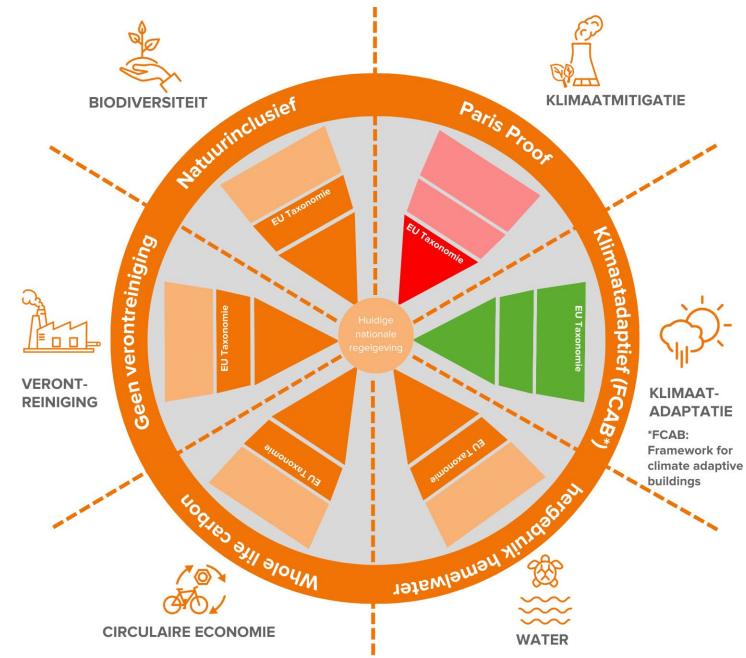 BIODIVERSITEIT
KLIMAATMITIGATIE
Natuurinclusief
Paris Proof
EU Taxonomie
EU Taxonomie
Geen verontreiniging
Klimaatadaptief (FCAB*)
EU Taxonomie
Huidige
nationale
regelgeving
EU Taxonomie
VERONT-
REINIGING
KLIMAAT-
ADAPTATIE
*FCAB:
Framework for
climate adaptive
buildings
EU Taxonomie
EU Taxonomie
Whole life carbon
hergebruik hemelwater
CIRCULAIRE ECONOMIE
WATER